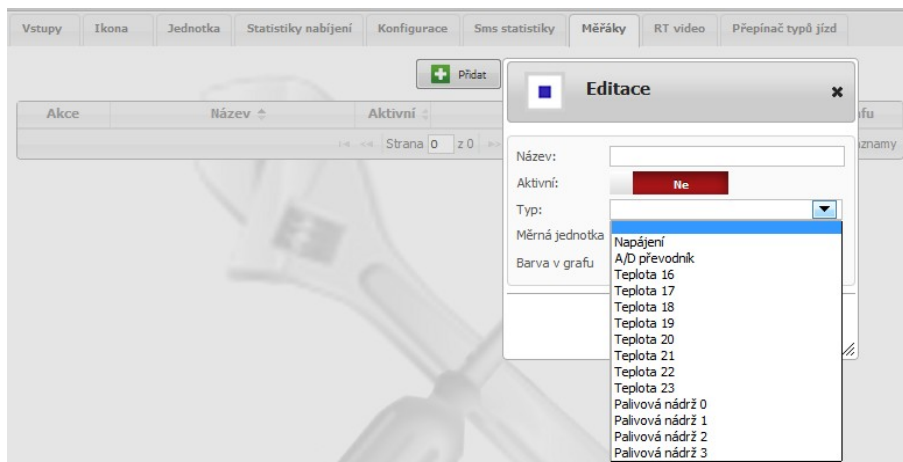 Vstupy Ikona Jednotka Statistiky nabíjení Konfigurace Sms statistiky Měřáky RT video Přepínač typů jízd
Přidat
Akce Název Aktivní fu
Strana 0 z 0 áznamy
Editace
Název:
Aktivní: Ne
Typ:
Měrná jednotka
Barva v grafu
Napájení
A/D převodník
Teplota 16
Teplota 17
Teplota 18
Teplota 19
Teplota 20
Teplota 21
Teplota 22
Teplota 23
Palivová nádrž 0
Palivová nádrž 1
Palivová nádrž 2
Palivová nádrž 3